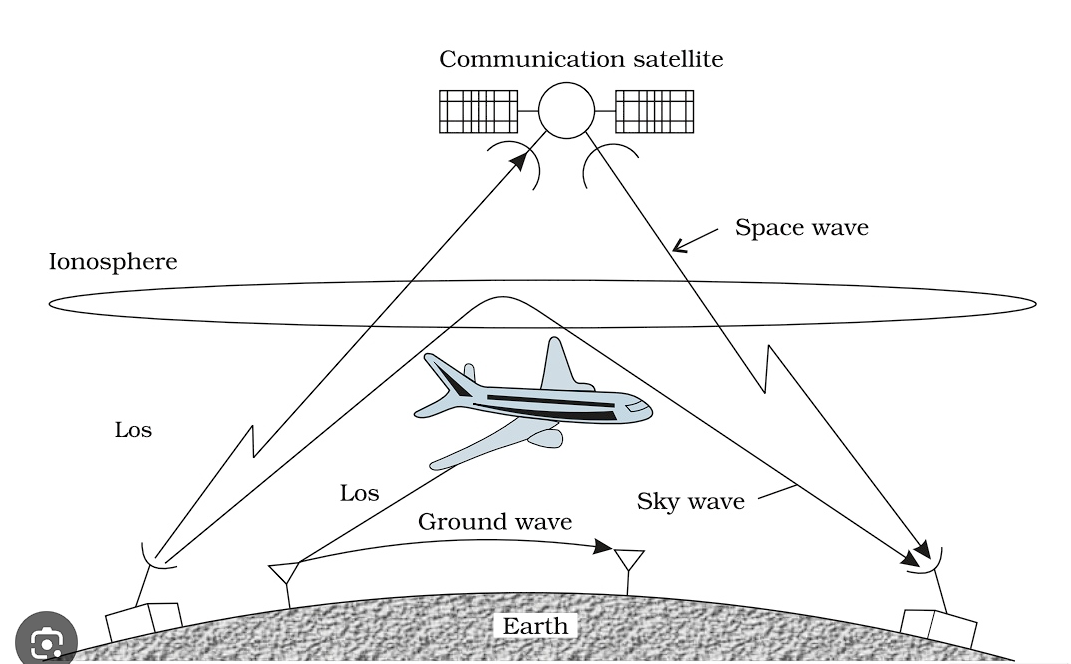 Communication satellite
Space wave
Ionosphere
Los
Los
Sky wave
Ground wave
Earth